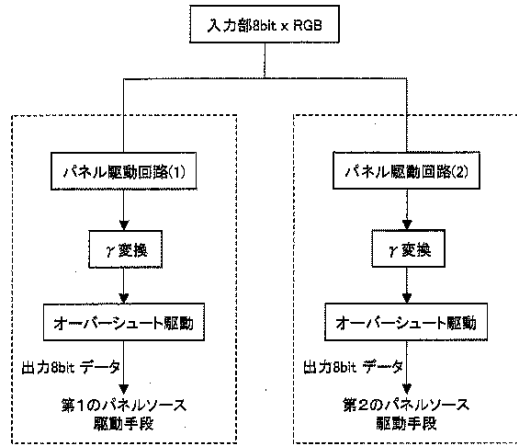 入力部8bit x RGB
パネル駆動回路(1)
γ変換
オーバーシュート駆動
出力8bit データ
第1のパネルソース
駆動手段
パネル駆動回路(2)
γ変換
オーバーシュート駆動
出力8bit データ
第2のパネルソース
駆動手段